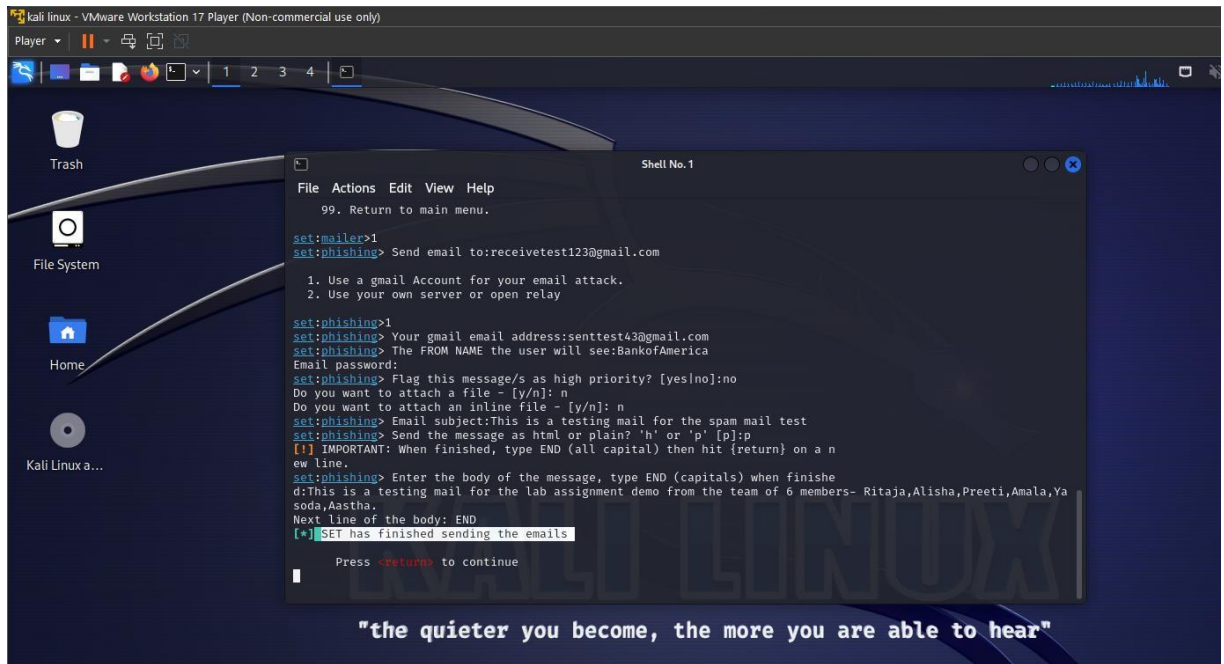 kali linux - VMware Workstation 17 Player (Non-commercial use only)
Player
1 2 3 4
Trash
File System
Home
Kali Linux a...
Shell No. 1
File Actions Edit View Help
99. Return to main menu.
set:mailer>1
set:phishing> Send email to:receivetest123@gmail.com
1. Use a gmail Account for your email attack.
2. Use your own server or open relay
set:phishing>1
set:phishing> Your gmail email address:senttest43@gmail.com
set:phishing> The FROM NAME the user will see:BankofAmerica
Email password:
set:phishing> Flag this message/s as high priority? [yes|no]:no
Do you want to attach a file - [y/n]: n
Do you want to attach an inline file - [y/n]: n
set:phishing> Email subject:This is a testing mail for the spam mail test
set:phishing> Send the message as html or plain? 'h' or 'p' [p]:p
[!] IMPORTANT: When finished, type END (all capital) then hit {return} on a n
ew line.
set:phishing> Enter the body of the message, type END (capitals) when finishe
d:This is a testing mail for the lab assignment demo from the team of 6 members- Ritaja,Alisha,Preeti,Amala,Ya
soda,Aastha.
Next line of the body: END
[*] SET has finished sending the emails
Press <return> to continue
KALI LINUX
"the quieter you become, the more you are able to hear"